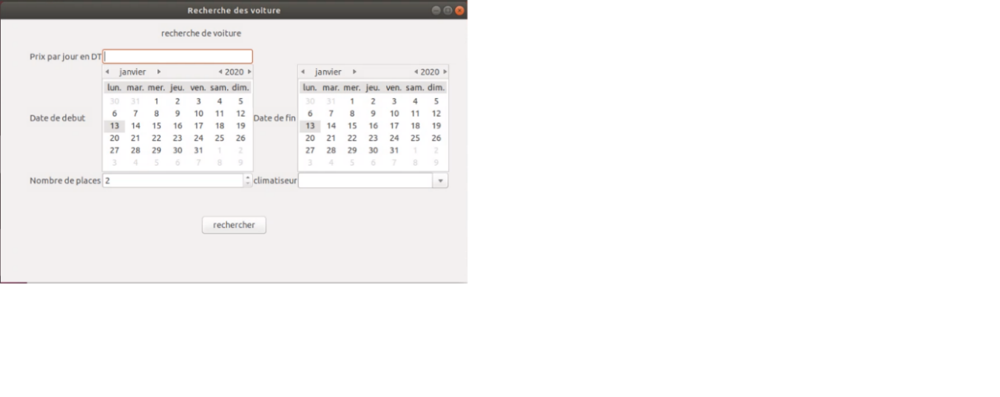 Recherche des voiture
recherche de voiture
Prix par jour en DT
janvier 2020 janvier 2020
lun. mar. mer. jeu. ven. sam. dim. lun. mar. mer. jeu. ven. sam. dim.
30 31 1 2 3 4 5 30 31 1 2 3 4 5
Date de debut 6 7 8 9 10 11 12 Date de fin 6 7 8 9 10 11 12
13 14 15 16 17 18 19 13 14 15 16 17 18 19
20 21 22 23 24 25 26 20 21 22 23 24 25 26
27 28 29 30 31 1 2 27 28 29 30 31 1 2
3 4 5 6 7 8 9 3 4 5 6 7 8 9
Nombre de places 2 climatiseur
rechercher